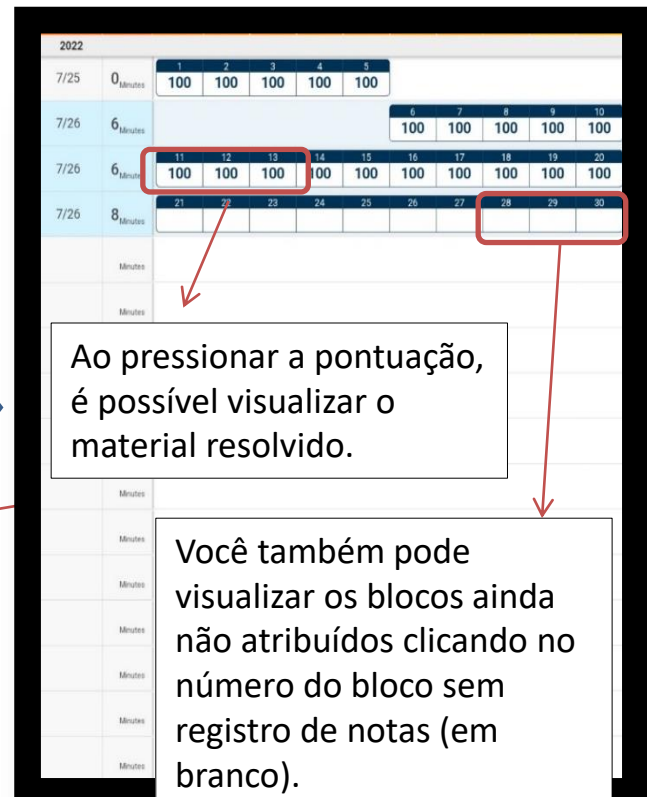 2022
7/25 0 Minutes
1 2 3 4 5
100 100 100 100 100
7/26 6 Minutes
6 7 8 9 10
100 100 100 100 100
7/26 6 Minutes
11 12 13 14 15 16 17 18 19 20
100 100 100 100 100 100 100 100 100 100
7/26 8 Minutes
21 22 23 24 25 26 27 28 29 30
Minutes
Minutes
Ao pressionar a pontuação,
é possível visualizar o
material resolvido.
Minutes
Minutes
Minutes
Minutes
Minutes
Minutes
Minutes
Você também pode
visualizar os blocos ainda
não atribuídos clicando no
número do bloco sem
registro de notas (em
branco).